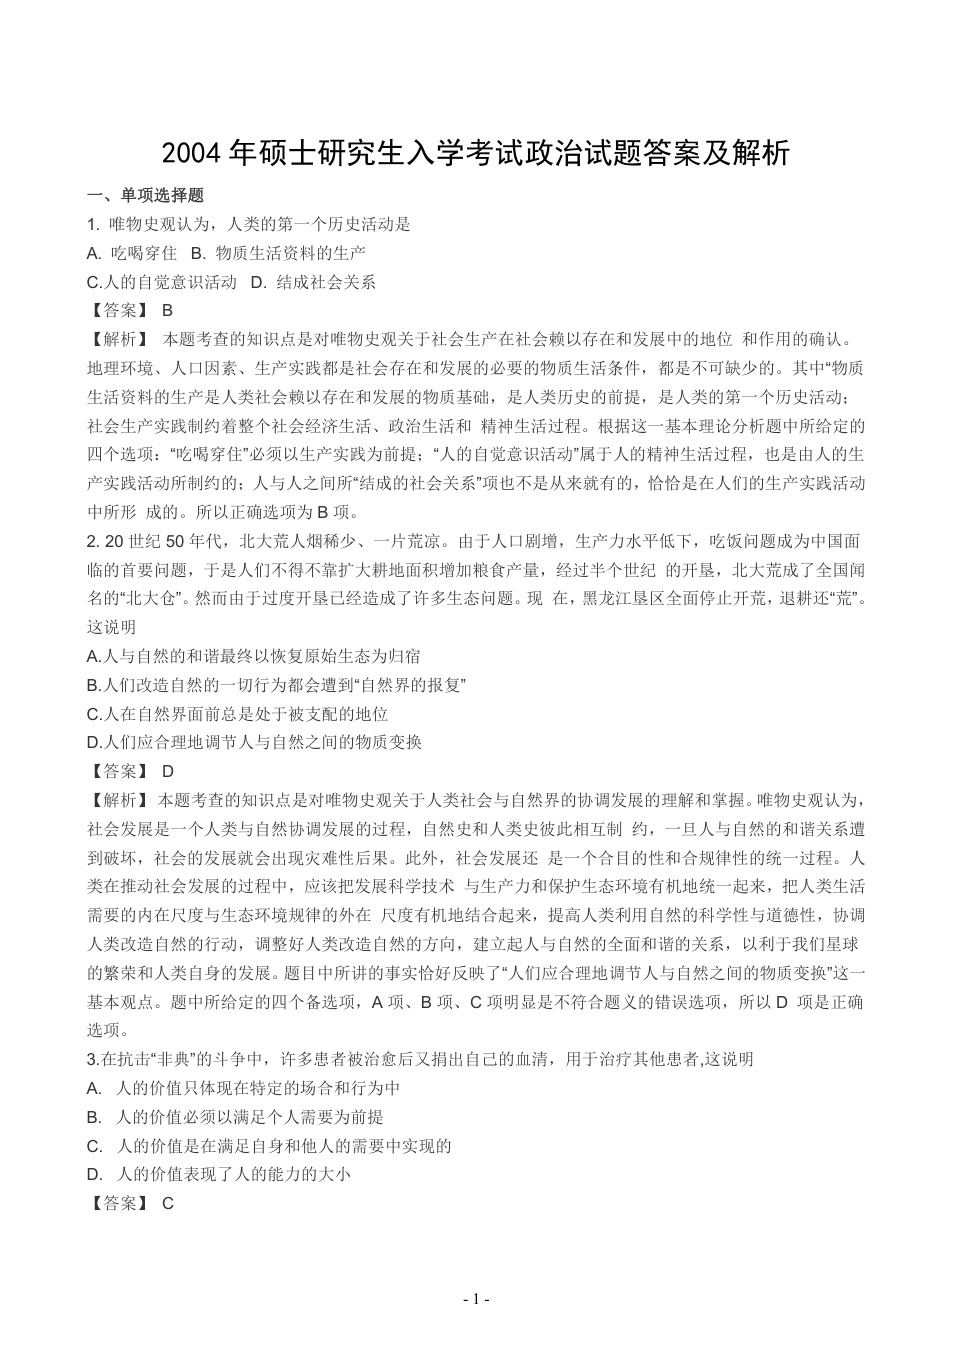 2004 年硕士研究生入学考试政治试题答案及解析
一、单项选择题
1. 唯物史观认为，人类的第一个历史活动是
A. 吃喝穿住 B. 物质生活资料的生产
C.人的自觉意识活动 D. 结成社会关系
【答案】 B
【解析】 本题考查的知识点是对唯物史观关于社会生产在社会赖以存在和发展中的地位 和作用的确认。
地理环境、人口因素、生产实践都是社会存在和发展的必要的物质生活条件，都是不可缺少的。其中“物质
生活资料的生产是人类社会赖以存在和发展的物质基础，是人类历史的前提，是人类的第一个历史活动；
社会生产实践制约着整个社会经济生活、政治生活和 精神生活过程。根据这一基本理论分析题中所给定的
四个选项：“吃喝穿住”必须以生产实践为前提；“人的自觉意识活动”属于人的精神生活过程，也是由人的生
产实践活动所制约的；人与人之间所“结成的社会关系”项也不是从来就有的，恰恰是在人们的生产实践活动
中所形 成的。所以正确选项为 B 项。
2. 20 世纪 50 年代，北大荒人烟稀少、一片荒凉。由于人口剧增，生产力水平低下，吃饭问题成为中国面
临的首要问题，于是人们不得不靠扩大耕地面积增加粮食产量，经过半个世纪 的开垦，北大荒成了全国闻
名的“北大仓”。然而由于过度开垦已经造成了许多生态问题。现 在，黑龙江垦区全面停止开荒，退耕还“荒”。
这说明
A.人与自然的和谐最终以恢复原始生态为归宿
B.人们改造自然的一切行为都会遭到“自然界的报复”
C.人在自然界面前总是处于被支配的地位
D.人们应合理地调节人与自然之间的物质变换
【答案】 D
【解析】 本题考查的知识点是对唯物史观关于人类社会与自然界的协调发展的理解和掌握。唯物史观认为，
社会发展是一个人类与自然协调发展的过程，自然史和人类史彼此相互制 约，一旦人与自然的和谐关系遭
到破坏，社会的发展就会出现灾难性后果。此外，社会发展还 是一个合目的性和合规律性的统一过程。人
类在推动社会发展的过程中，应该把发展科学技术 与生产力和保护生态环境有机地统一起来，把人类生活
需要的内在尺度与生态环境规律的外在 尺度有机地结合起来，提高人类利用自然的科学性与道德性，协调
人类改造自然的行动，调整好人类改造自然的方向，建立起人与自然的全面和谐的关系，以利于我们星球
的繁荣和人类自身的发展。题目中所讲的事实恰好反映了“人们应合理地调节人与自然之间的物质变换”这一
基本观点。题中所给定的四个备选项，A 项、B 项、C 项明显是不符合题义的错误选项，所以 D 项是正确
选项。
3.在抗击“非典”的斗争中，许多患者被治愈后又捐出自己的血清，用于治疗其他患者,这说明
A. 人的价值只体现在特定的场合和行为中
B. 人的价值必须以满足个人需要为前提
C. 人的价值是在满足自身和他人的需要中实现的
D. 人的价值表现了人的能力的大小
【答案】 C
- 1 -